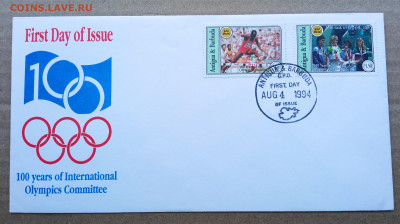 COINS.LAVE.RU
First Day of Issue
100
100 years of International
Olympics Committee
Antigua & Barbuda
Antigua & Barbuda
ANTIGUA & BARBUDA
G.P.O.
FIRST DAY
AUG 4 1994
OF ISSUE